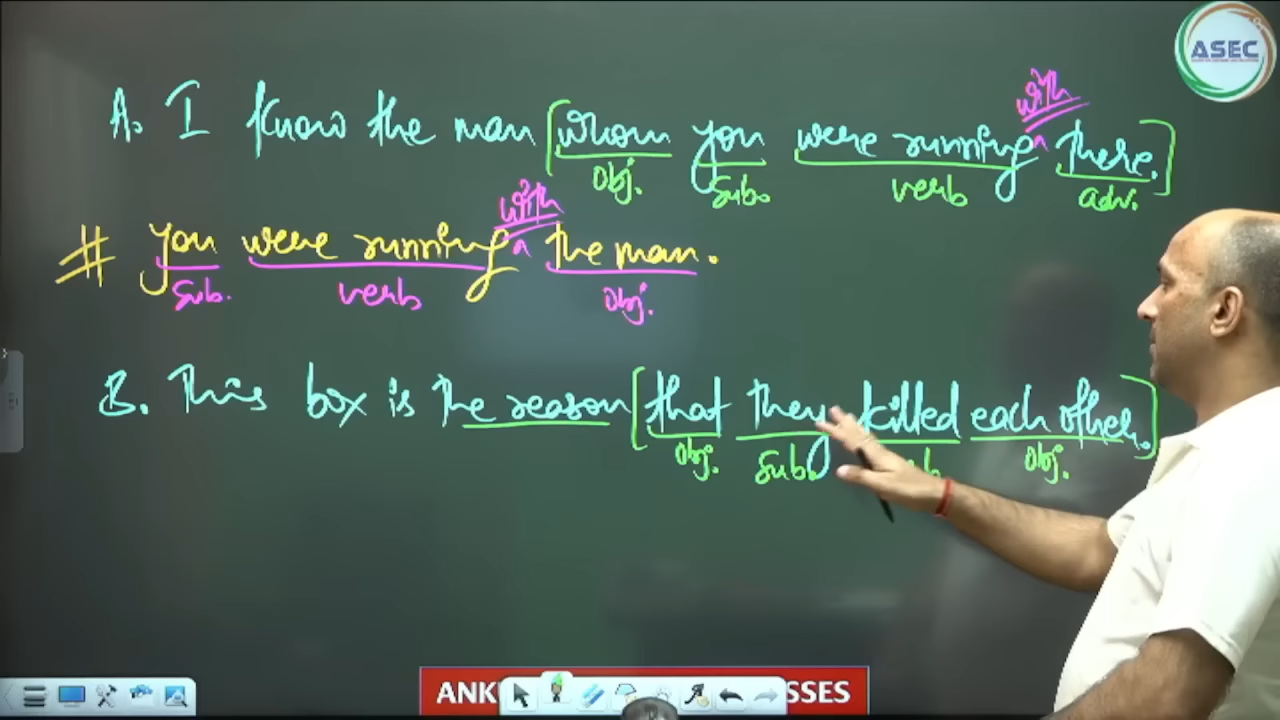 with
A. I know the man [whom you were running ^ there.]
obj. Sub. verb adv.
with
# you were running ^ the man.
Sub. verb obj.
B. This box is the reason [that they killed each other.]
obj. Sub. obj.
ASEC
ANK SSES